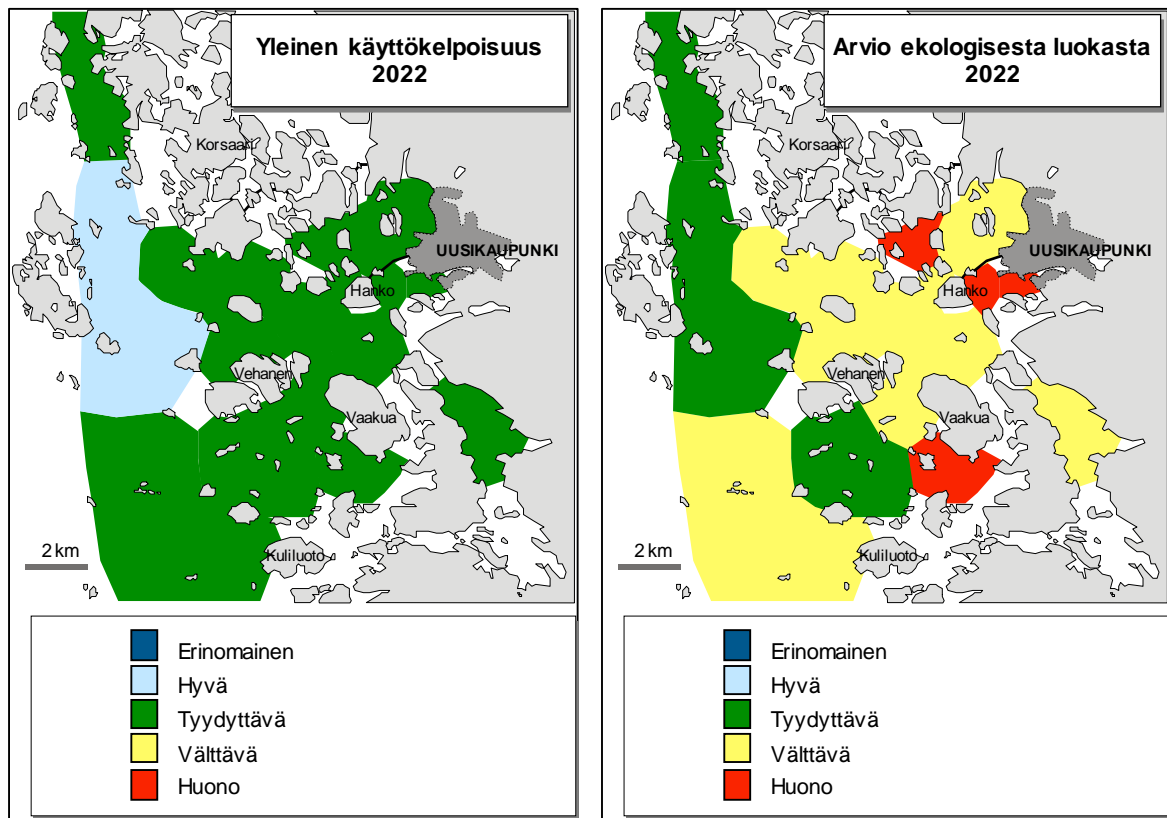 Yleinen käyttökelpoisuus
2022
Korsaari
UUSIKAUPUNKI
Hanko
Vehanen
Vaakua
2 km
Kuliluoto
Erinomainen
Hyvä
Tyydyttävä
Välttävä
Huono
Arvio ekologisesta luokasta
2022
Korsaari
UUSIKAUPUNKI
Hanko
Vehanen
Vaakua
2 km
Kuliluoto
Erinomainen
Hyvä
Tyydyttävä
Välttävä
Huono